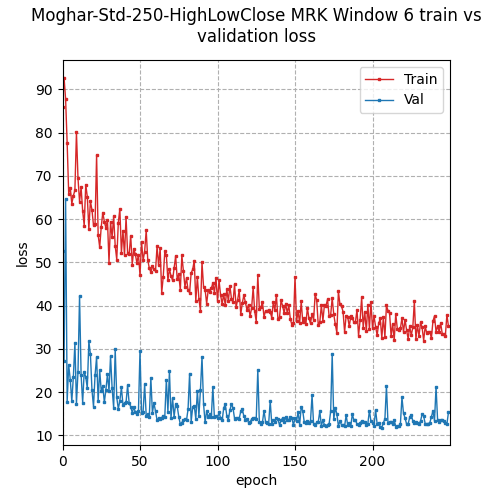 Moghar-Std-250-HighLowClose MRK Window 6 train vs
validation loss
Train
Val
loss
90
80
70
60
50
40
30
20
10
0 50 100 150 200
epoch